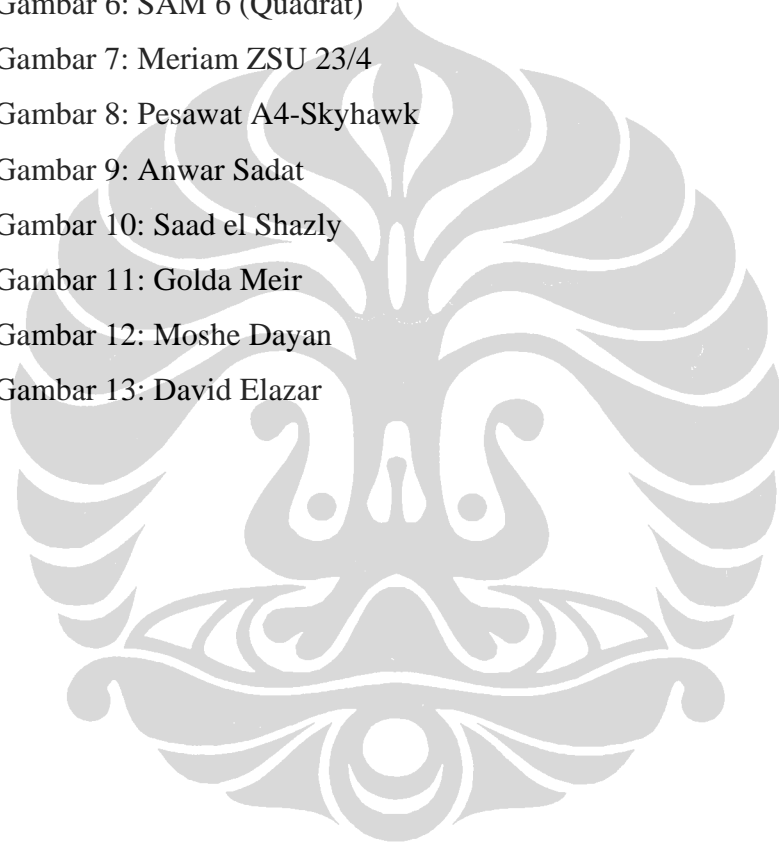 Gambar 6: SAM 6 (Quadrat)
Gambar 7: Meriam ZSU 23/4
Gambar 8: Pesawat A4-Skyhawk
Gambar 9: Anwar Sadat
Gambar 10: Saad el Shazly
Gambar 11: Golda Meir
Gambar 12: Moshe Dayan
Gambar 13: David Elazar